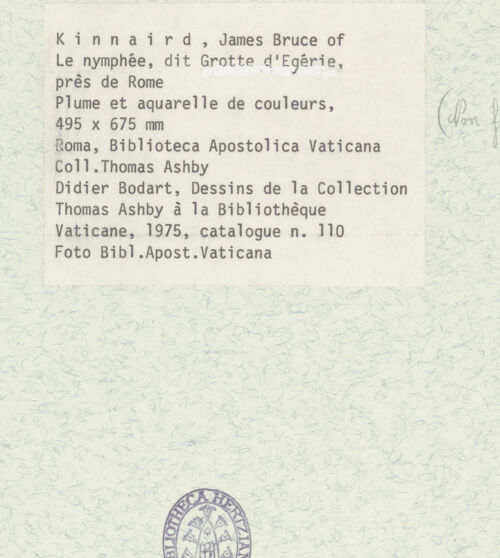 K i n n a i r d , James Bruce of
Le nymphée, dit Grotte d'Egérie,
près de Rome
Plume et aquarelle de couleurs,
495 x 675 mm
Roma, Biblioteca Apostolica Vaticana
Coll.Thomas Ashby
Didier Bodart, Dessins de la Collection
Thomas Ashby à la Bibliothèque
Vaticane, 1975, catalogue n. 110
Foto Bibl.Apost.Vaticana
(Non
BIBLIOTHECA HERTZIAN